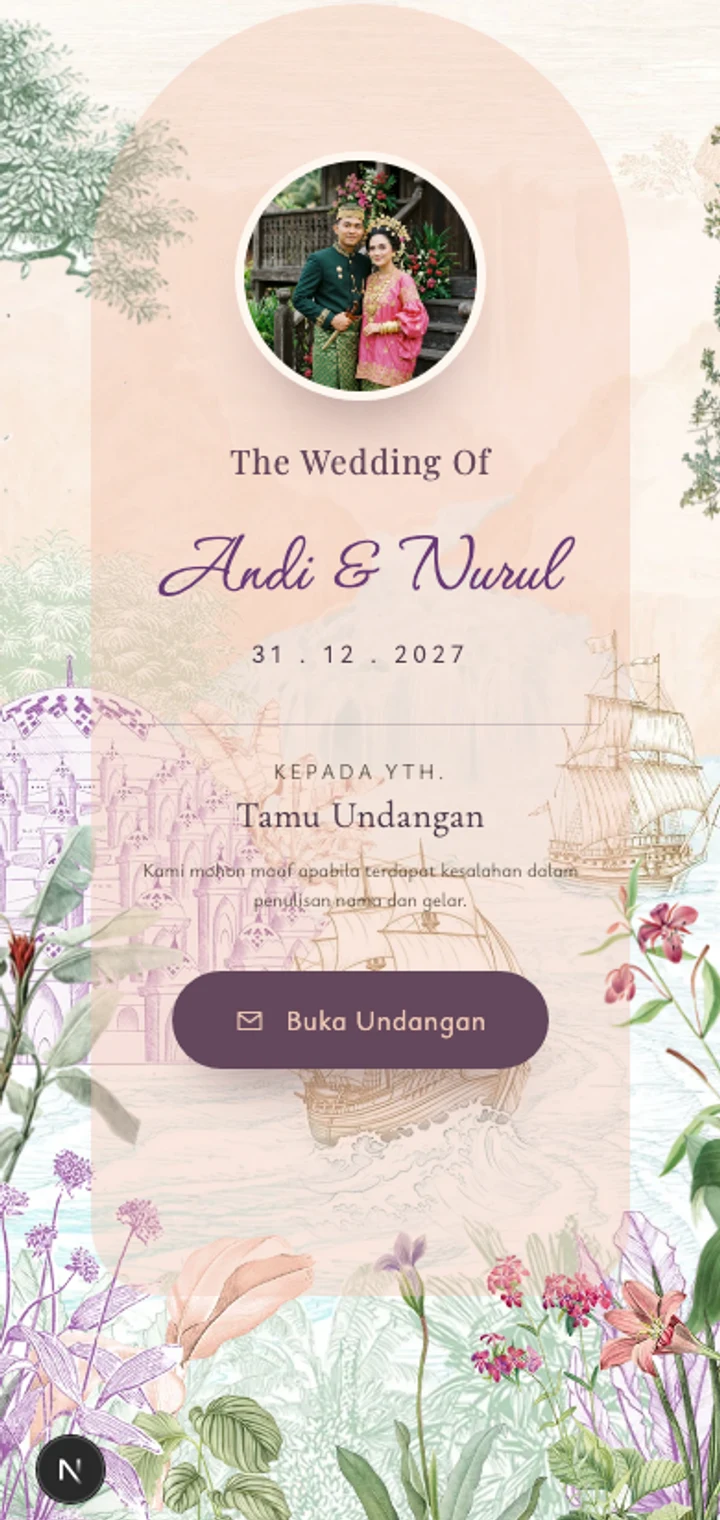 The Wedding Of
Andi & Nurul
31 . 12 . 2027
KEPADA YTH.
Tamu Undangan
Kami mohon maaf apabila terdapat kesalahan dalam
penulisan nama dan gelar.
Buka Undangan
N